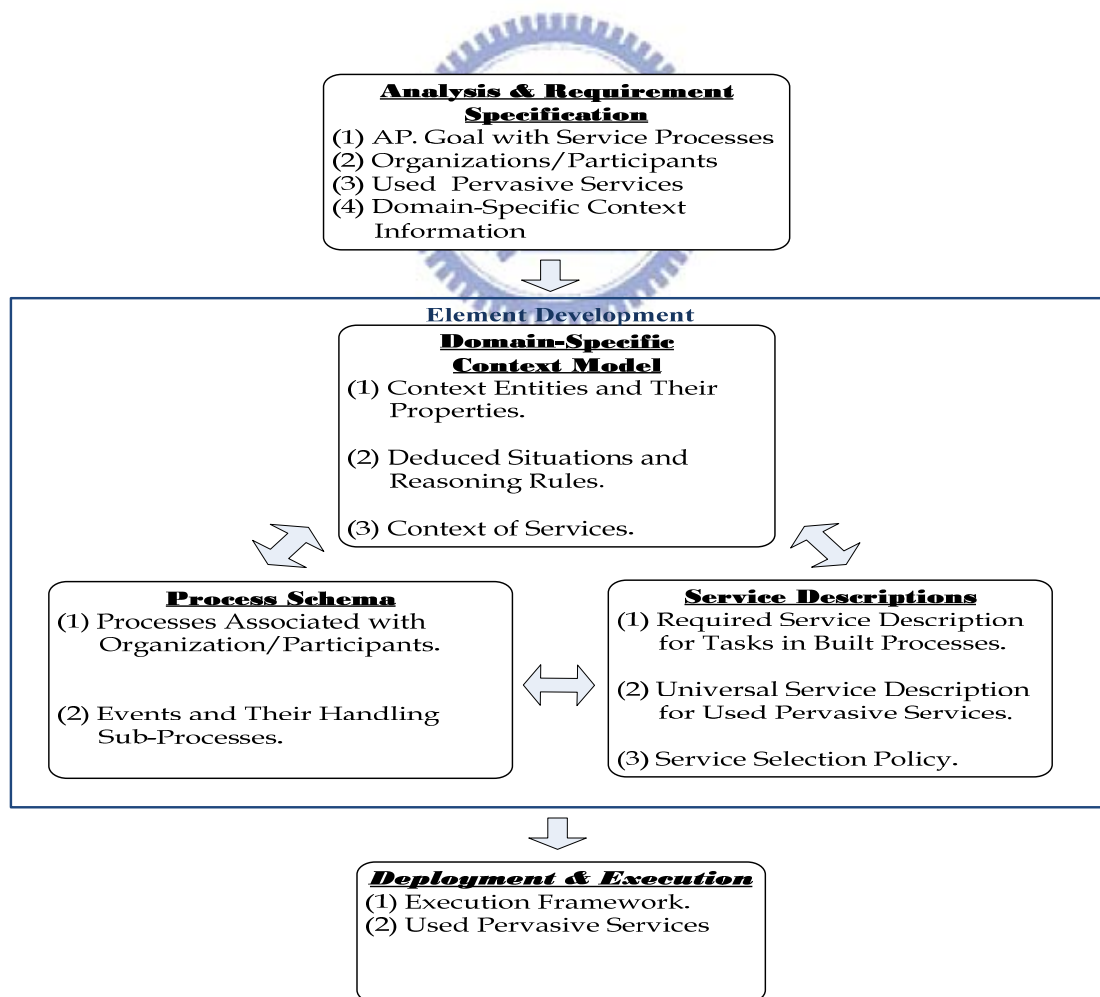 Analysis & Requirement
Specification
(1) AP. Goal with Service Processes
(2) Organizations/Participants
(3) Used Pervasive Services
(4) Domain-Specific Context
Information
Element Development
Domain-Specific
Context Model
(1) Context Entities and Their
Properties.
(2) Deduced Situations and
Reasoning Rules.
(3) Context of Services.
Process Schema
(1) Processes Associated with
Organization/Participants.
(2) Events and Their Handling
Sub-Processes.
Service Descriptions
(1) Required Service Description
for Tasks in Built Processes.
(2) Universal Service Description
for Used Pervasive Services.
(3) Service Selection Policy.
Deployment & Execution
(1) Execution Framework.
(2) Used Pervasive Services